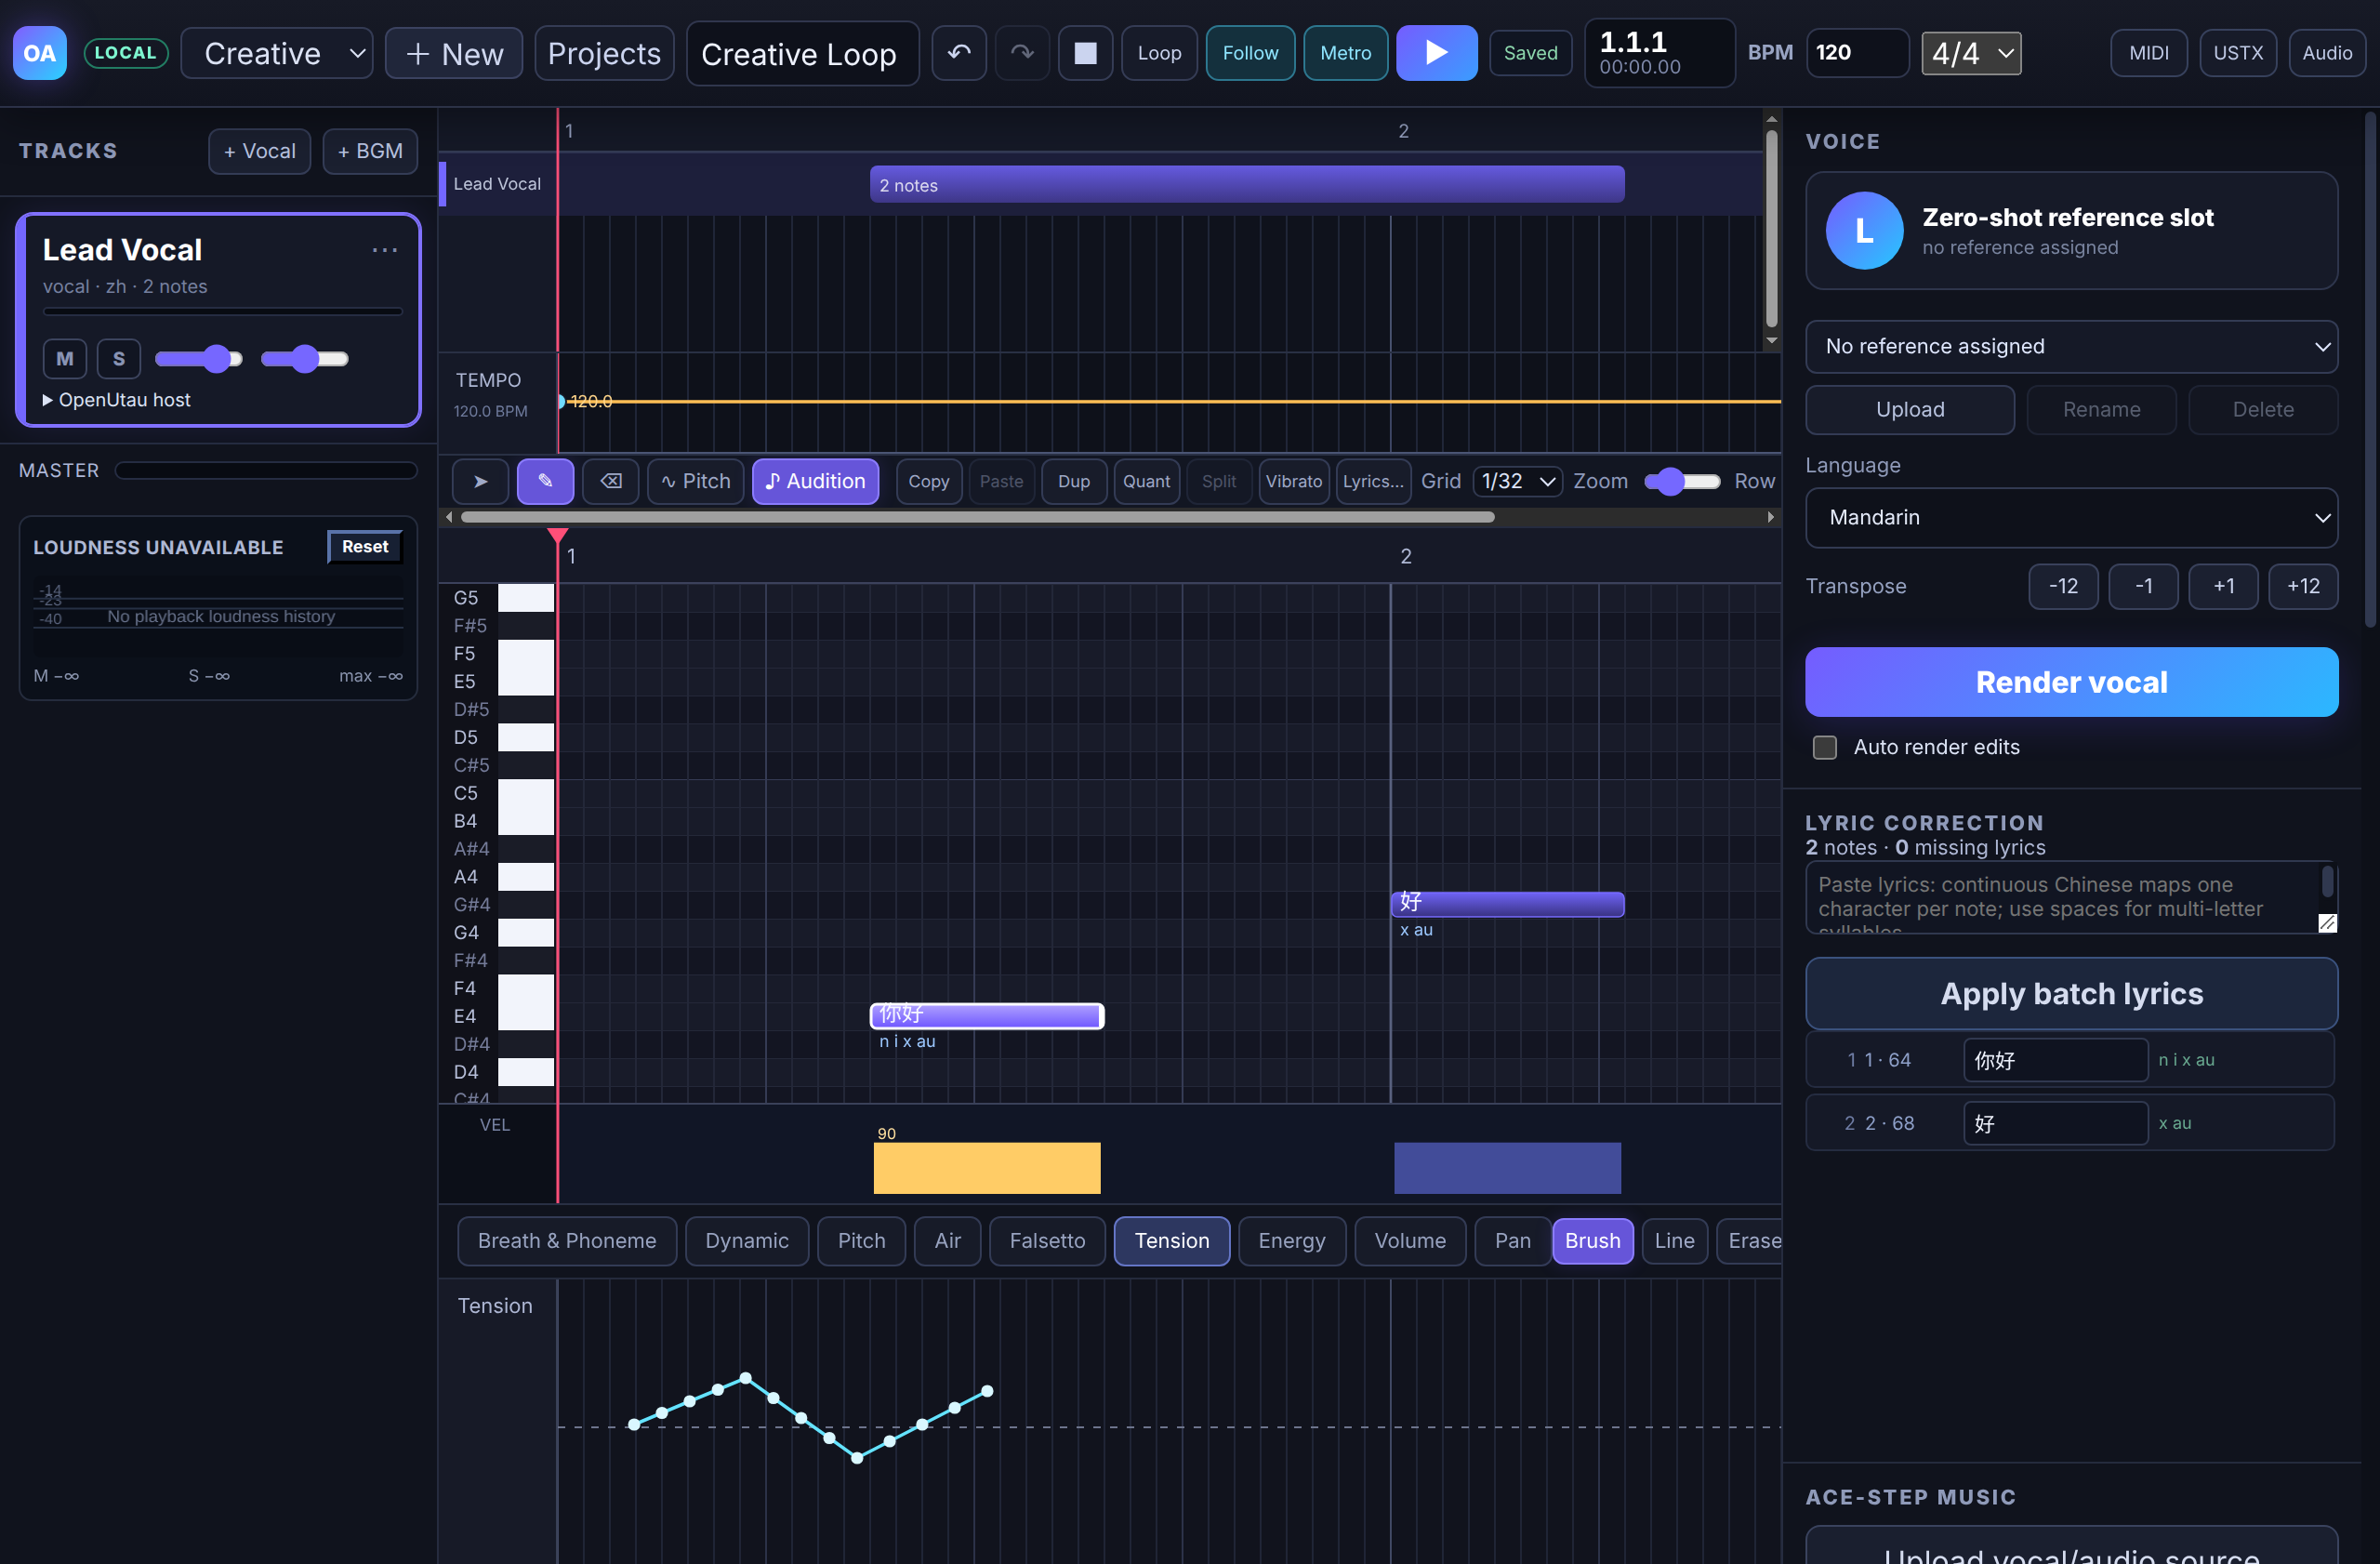 OA LOCAL Creative + New Projects Creative Loop Loop Follow Metro Saved 1.1.1 00:00.00 BPM 120 4/4 MIDI USTX Audio
TRACKS + Vocal + BGM
Lead Vocal ...
vocal · zh · 2 notes
M S
OpenUtau host
MASTER
LOUDNESS UNAVAILABLE Reset
-14
-23
-40 No playback loudness history
M −∞ S −∞ max −∞
1 2
Lead Vocal 2 notes
TEMPO
120.0 BPM 120.0
Pitch Audition Copy Paste Dup Quant Split Vibrato Lyrics... Grid 1/32 Zoom Row
1 2
G5
F#5
F5
E5
D#5
D5
C#5
C5
B4
A#4
A4
G#4 好
G4 x au
F#4
F4
E4 你好
D#4 n i x au
D4
C#4
VEL 90
Breath & Phoneme Dynamic Pitch Air Falsetto Tension Energy Volume Pan Brush Line Erase
Tension
VOICE
L Zero-shot reference slot
no reference assigned
No reference assigned
Upload Rename Delete
Language
Mandarin
Transpose -12 -1 +1 +12
Render vocal
Auto render edits
LYRIC CORRECTION
2 notes · 0 missing lyrics
Paste lyrics: continuous Chinese maps one
character per note; use spaces for multi-letter
syllables
Apply batch lyrics
1 1 · 64 你好 n i x au
2 2 · 68 好 x au
ACE-STEP MUSIC
Upload vocal/audio source